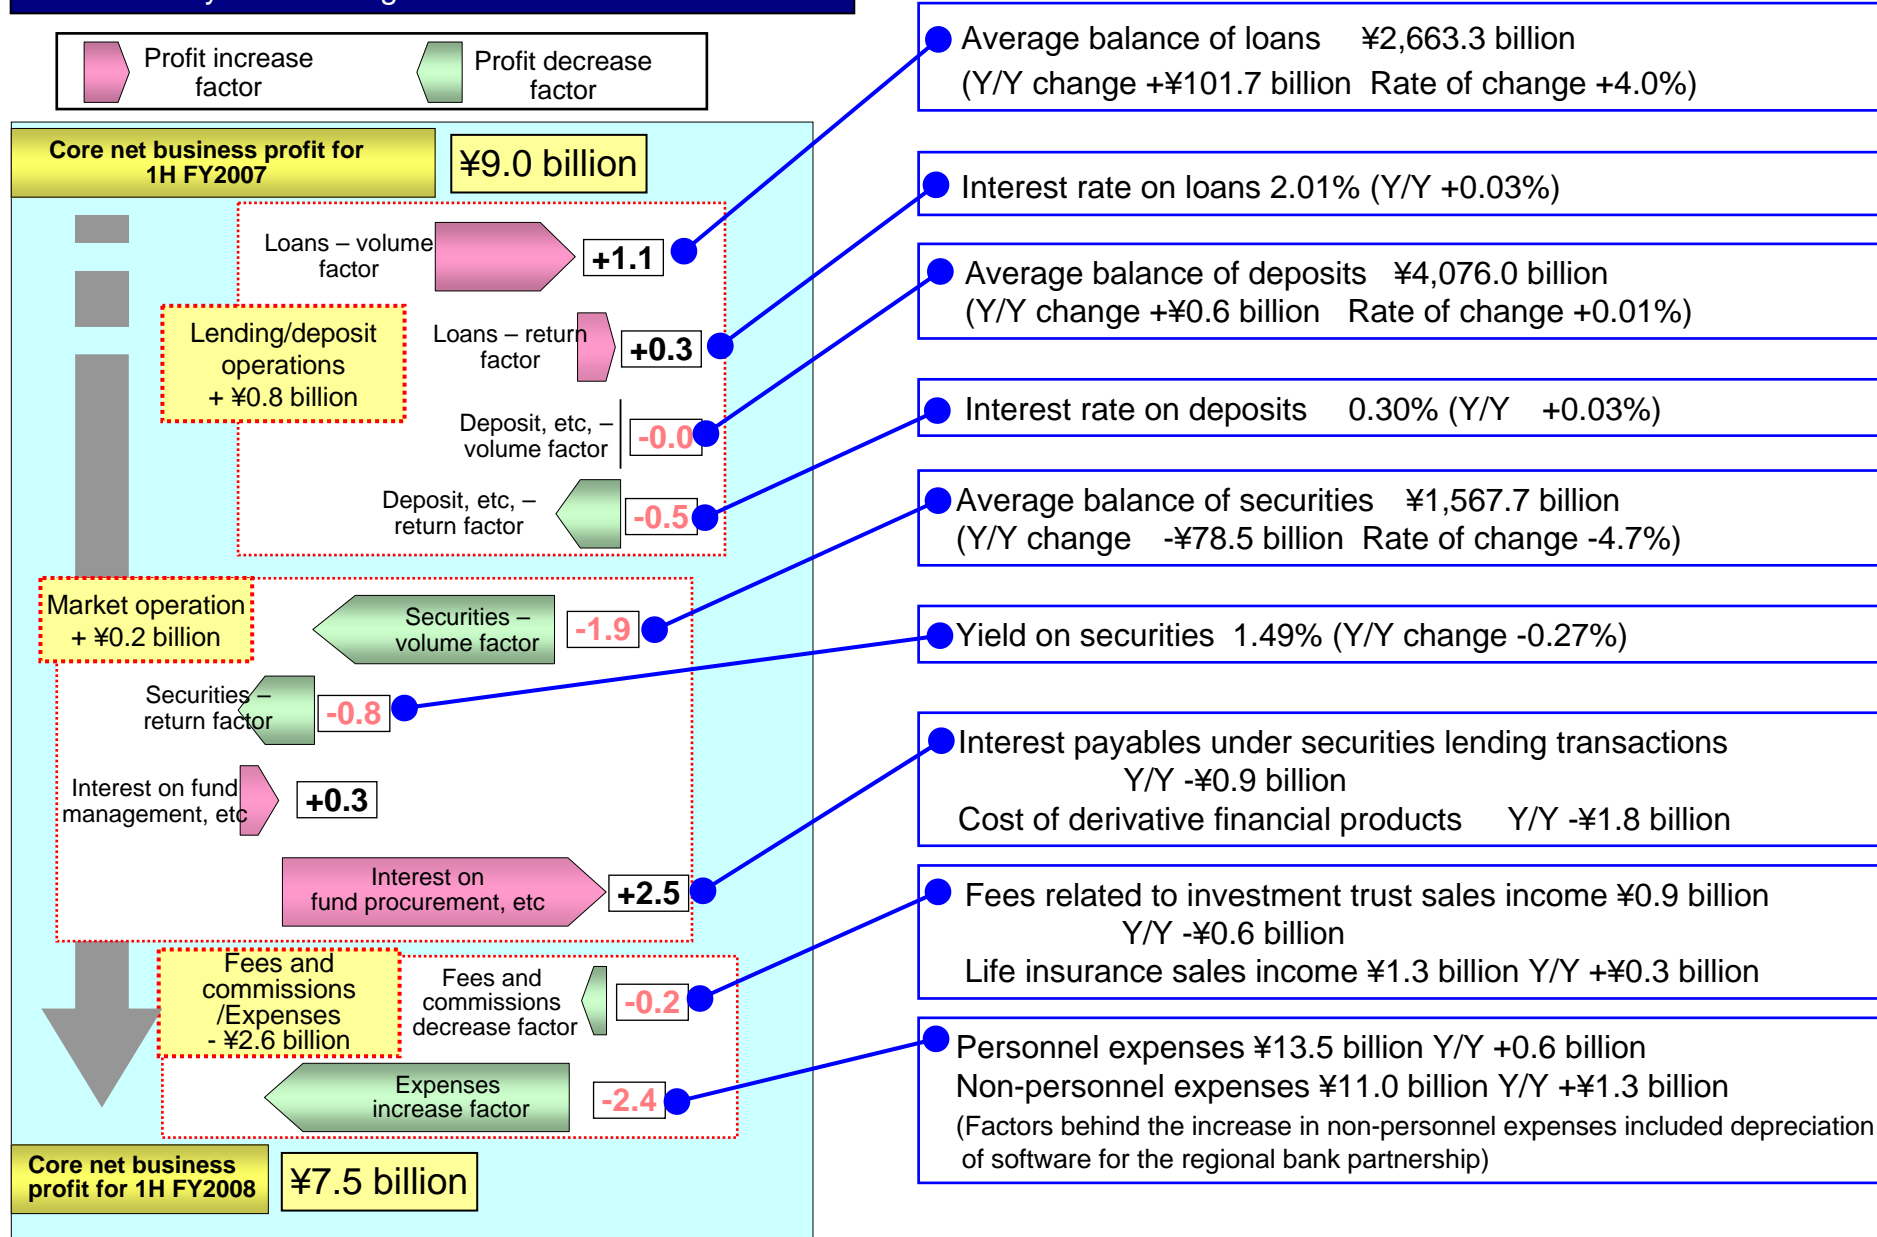 Profit increase
factor
Profit decrease
factor
Core net business profit for
1H FY2007
¥9.0 billion
Loans – volume
factor
+1.1
Lending/deposit
operations
+ ¥0.8 billion
Loans – return
factor
+0.3
Deposit, etc, –
volume factor
-0.0
Deposit, etc, –
return factor
-0.5
Market operation
+ ¥0.2 billion
Securities –
volume factor
-1.9
Securities –
return factor
-0.8
Interest on fund
management, etc
+0.3
Interest on
fund procurement, etc
+2.5
Fees and
commissions
/Expenses
- ¥2.6 billion
Fees and
commissions
decrease factor
-0.2
Expenses
increase factor
-2.4
Core net business
profit for 1H FY2008
¥7.5 billion
Average balance of loans ¥2,663.3 billion
(Y/Y change +¥101.7 billion Rate of change +4.0%)
Interest rate on loans 2.01% (Y/Y +0.03%)
Average balance of deposits ¥4,076.0 billion
(Y/Y change +¥0.6 billion Rate of change +0.01%)
Interest rate on deposits 0.30% (Y/Y +0.03%)
Average balance of securities ¥1,567.7 billion
(Y/Y change -¥78.5 billion Rate of change -4.7%)
Yield on securities 1.49% (Y/Y change -0.27%)
Interest payables under securities lending transactions
Y/Y -¥0.9 billion
Cost of derivative financial products Y/Y -¥1.8 billion
Fees related to investment trust sales income ¥0.9 billion
Y/Y -¥0.6 billion
Life insurance sales income ¥1.3 billion Y/Y +¥0.3 billion
Personnel expenses ¥13.5 billion Y/Y +0.6 billion
Non-personnel expenses ¥11.0 billion Y/Y +¥1.3 billion
(Factors behind the increase in non-personnel expenses included depreciation
of software for the regional bank partnership)